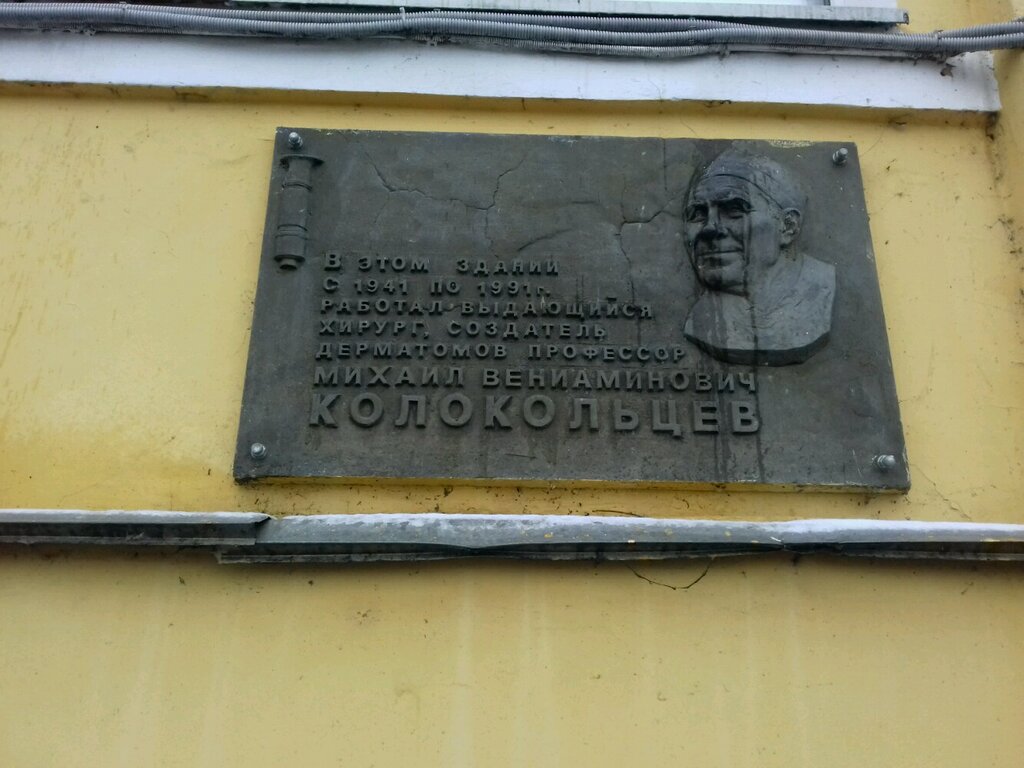 В ЭТОМ ЗДАНИИ
С 1941 ПО 1991г.
РАБОТАЛ ВЫДАЮЩИЙСЯ
ХИРУРГ, СОЗДАТЕЛЬ
ДЕРМАТОМОВ ПРОФЕССОР
МИХАИЛ ВЕНИАМИНОВИЧ
КОЛОКОЛЬЦЕВ